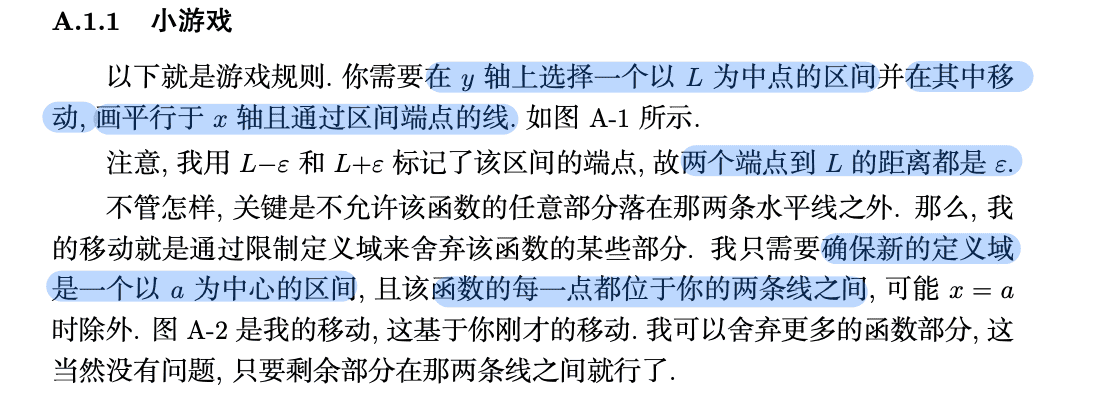 A.1.1 小游戏
以下就是游戏规则. 你需要在 y 轴上选择一个以 L 为中点的区间并在其中移
动, 画平行于 x 轴且通过区间端点的线. 如图 A-1 所示.
注意, 我用 L−ε 和 L+ε 标记了该区间的端点, 故两个端点到 L 的距离都是 ε.
不管怎样, 关键是不允许该函数的任意部分落在那两条水平线之外. 那么, 我
的移动就是通过限制定义域来舍弃该函数的某些部分. 我只需要确保新的定义域
是一个以 a 为中心的区间, 且该函数的每一点都位于你的两条线之间, 可能 x = a
时除外. 图 A-2 是我的移动, 这基于你刚才的移动. 我可以舍弃更多的函数部分, 这
当然没有问题, 只要剩余部分在那两条线之间就行了.